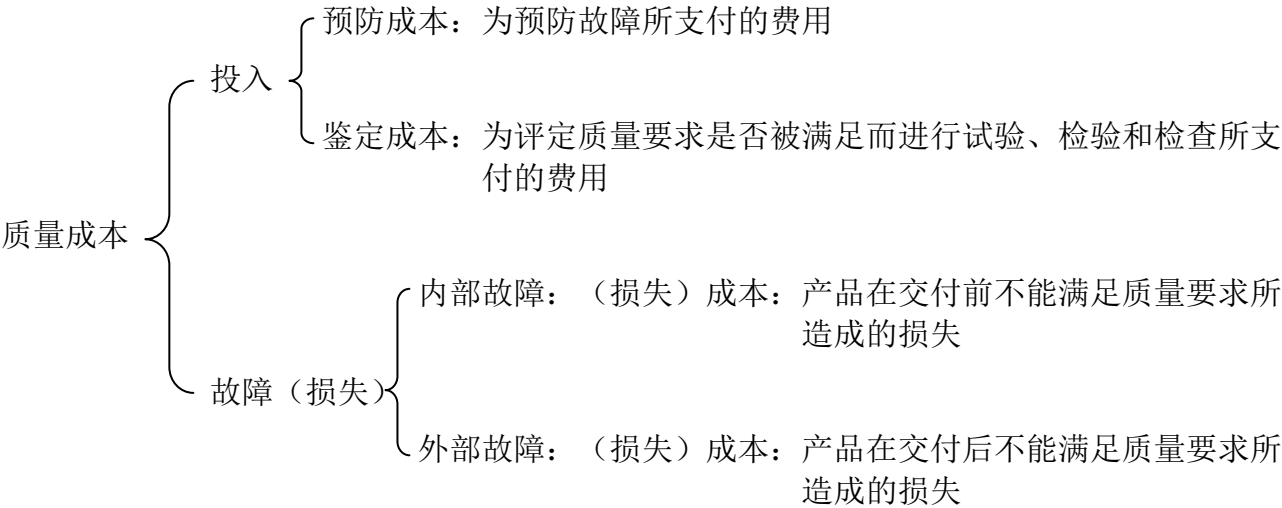 预防成本：为预防故障所支付的费用
投入
鉴定成本：为评定质量要求是否被满足而进行试验、检验和检查所支
付的费用
质量成本
内部故障：（损失）成本：产品在交付前不能满足质量要求所
造成的损失
故障（损失）
外部故障：（损失）成本：产品在交付后不能满足质量要求所
造成的损失